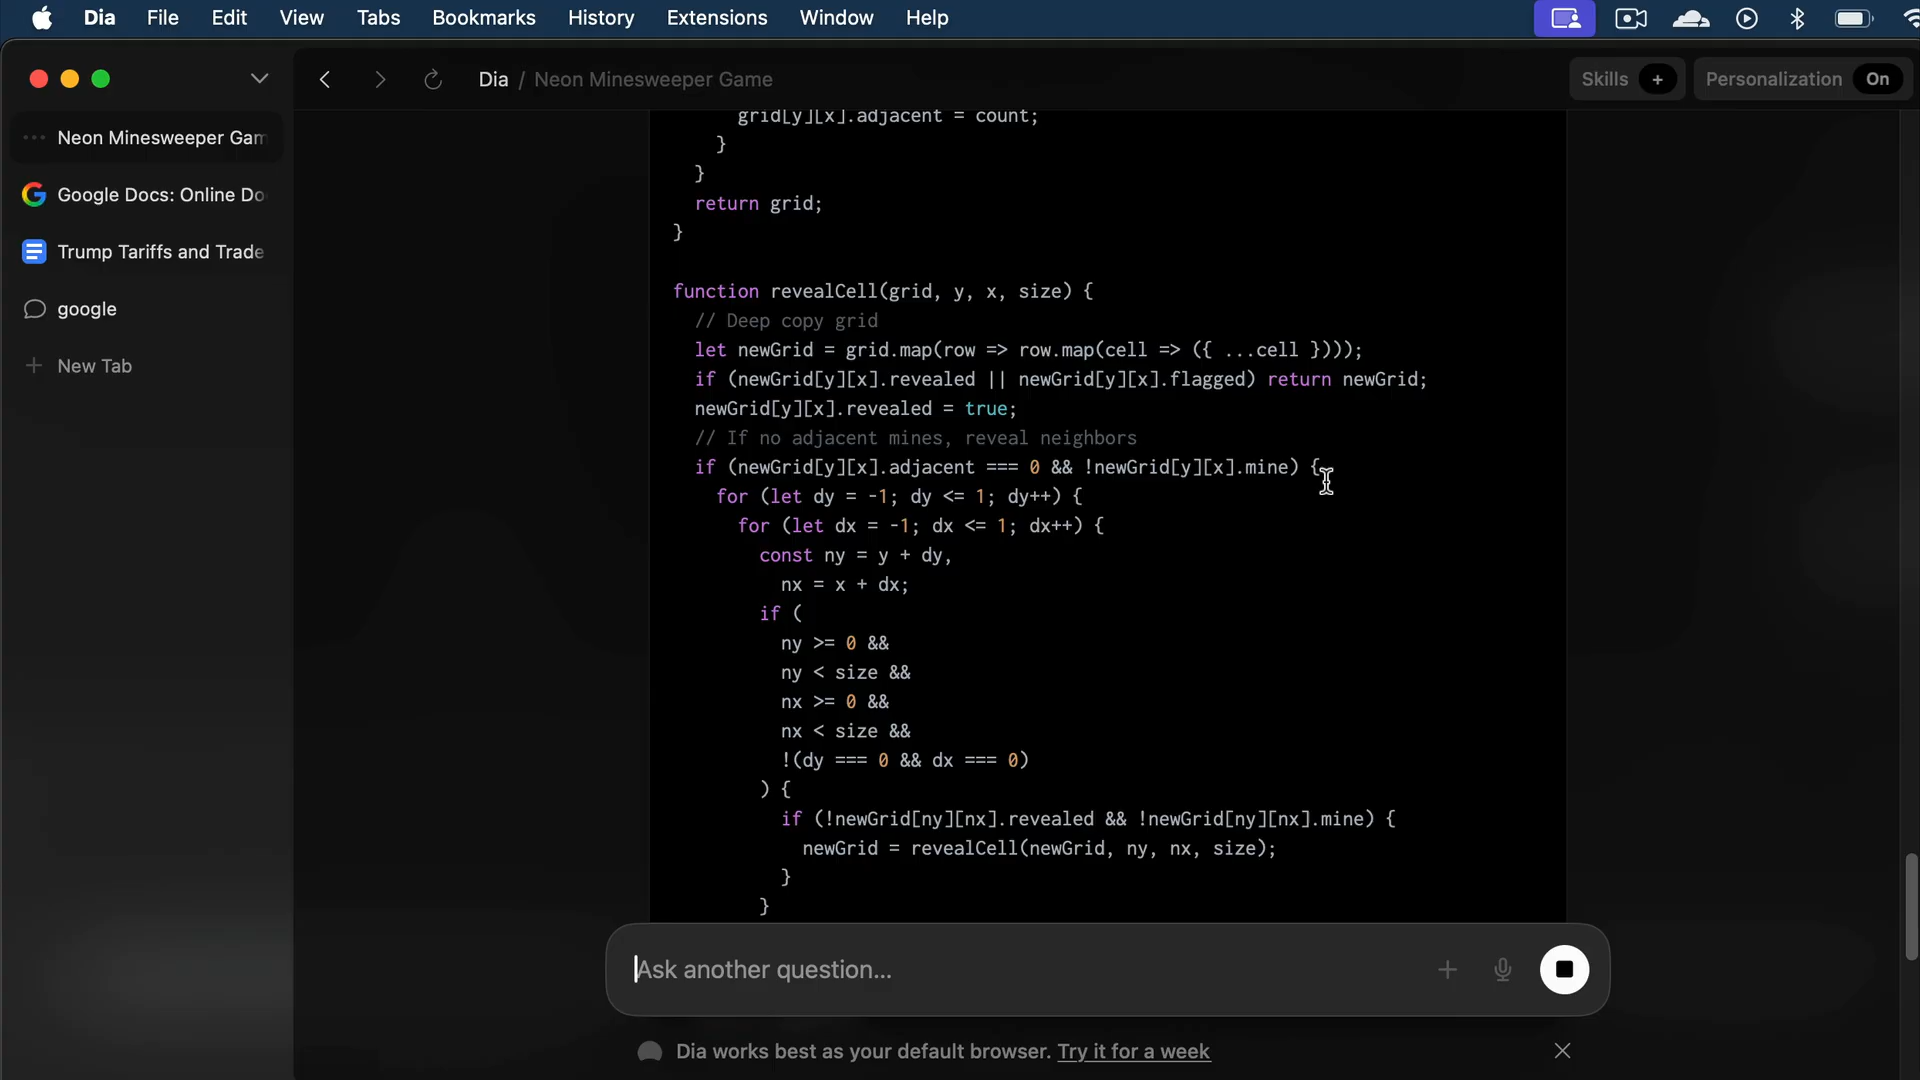 Dia File Edit View Tabs Bookmarks History Extensions Window Help
Dia / Neon Minesweeper Game
Skills +
Personalization On
Neon Minesweeper Gam
Google Docs: Online Do
Trump Tariffs and Trade
google
New Tab
grid[y][x].adjacent = count;
}
}
return grid;
}
function revealCell(grid, y, x, size) {
// Deep copy grid
let newGrid = grid.map(row => row.map(cell => ({ ...cell })));
if (newGrid[y][x].revealed || newGrid[y][x].flagged) return newGrid;
newGrid[y][x].revealed = true;
// If no adjacent mines, reveal neighbors
if (newGrid[y][x].adjacent === 0 && !newGrid[y][x].mine) {
for (let dy = -1; dy <= 1; dy++) {
for (let dx = -1; dx <= 1; dx++) {
const ny = y + dy,
nx = x + dx;
if (
ny >= 0 &&
ny < size &&
nx >= 0 &&
nx < size &&
!(dy === 0 && dx === 0)
) {
if (!newGrid[ny][nx].revealed && !newGrid[ny][nx].mine) {
newGrid = revealCell(newGrid, ny, nx, size);
}
}
Ask another question...
Dia works best as your default browser. Try it for a week